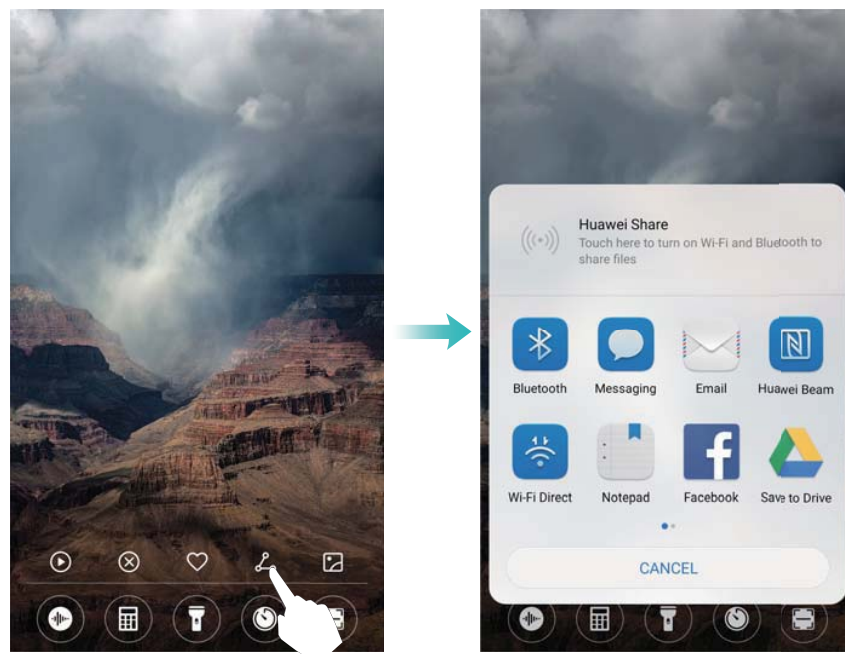 Huawei Share
Touch here to turn on Wi-Fi and Bluetooth to
share files
Bluetooth Messaging Email Huawei Beam
Wi-Fi Direct Notepad Facebook Save to Drive
CANCEL